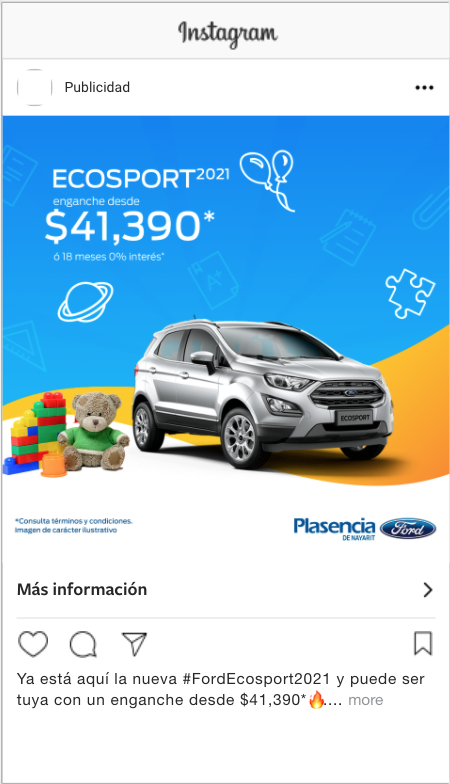 Instagram
Publicidad
ECOSPORT2021
enganche desde
$41,390*
ó 18 meses 0% interés*
A+
ECOSPORT
*Consulta términos y condiciones.
Imagen de carácter ilustrativo
Plasencia
DE NAYARIT
Ford
Más información
Ya está aquí la nueva #FordEcosport2021 y puede ser
tuya con un enganche desde $41,390*🔥.... more